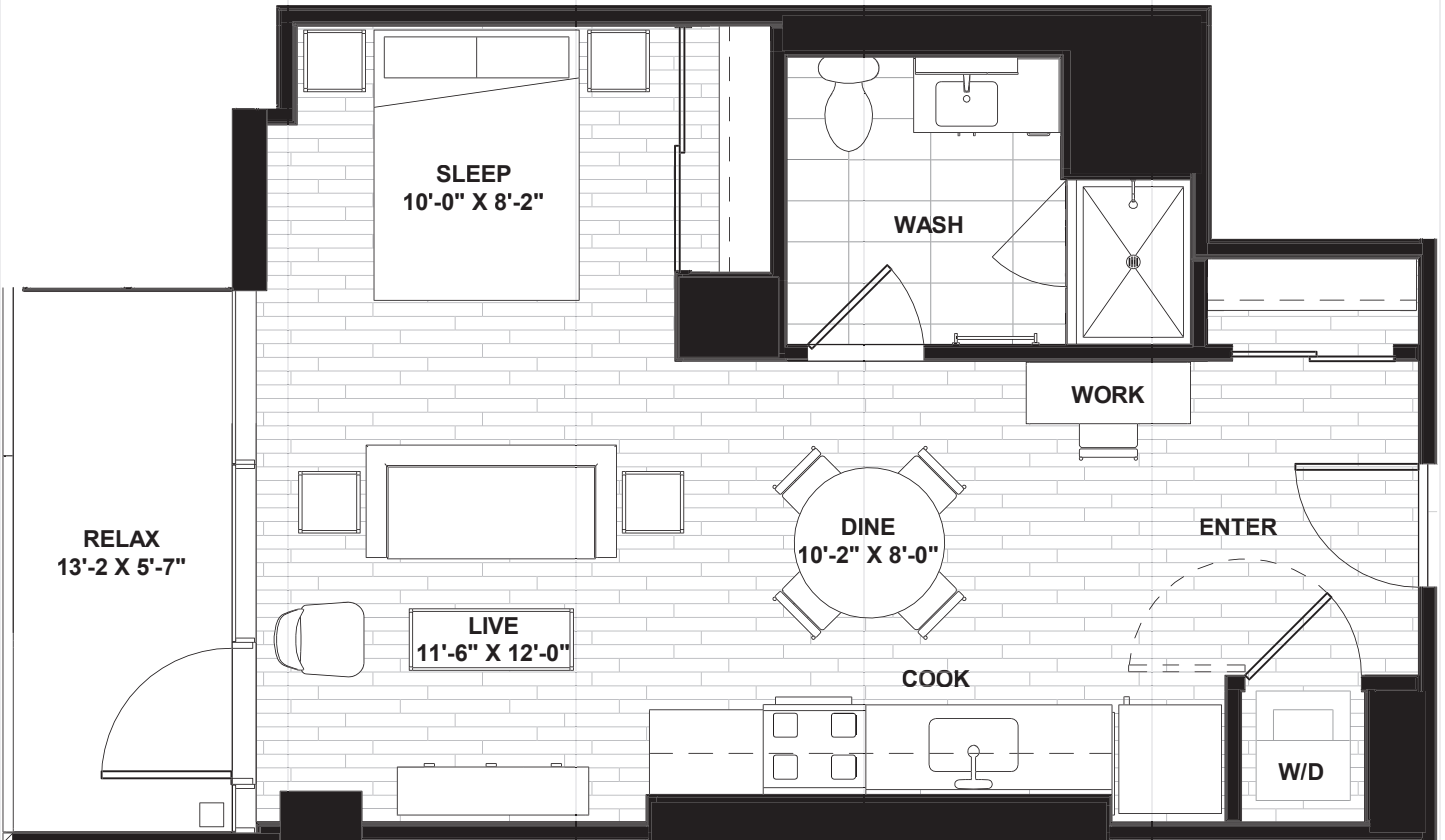 SLEEP
10'-0" X 8'-2"
WASH
WORK
RELAX
13'-2 X 5'-7"
DINE
10'-2" X 8'-0"
ENTER
LIVE
11'-6" X 12'-0"
COOK
W/D